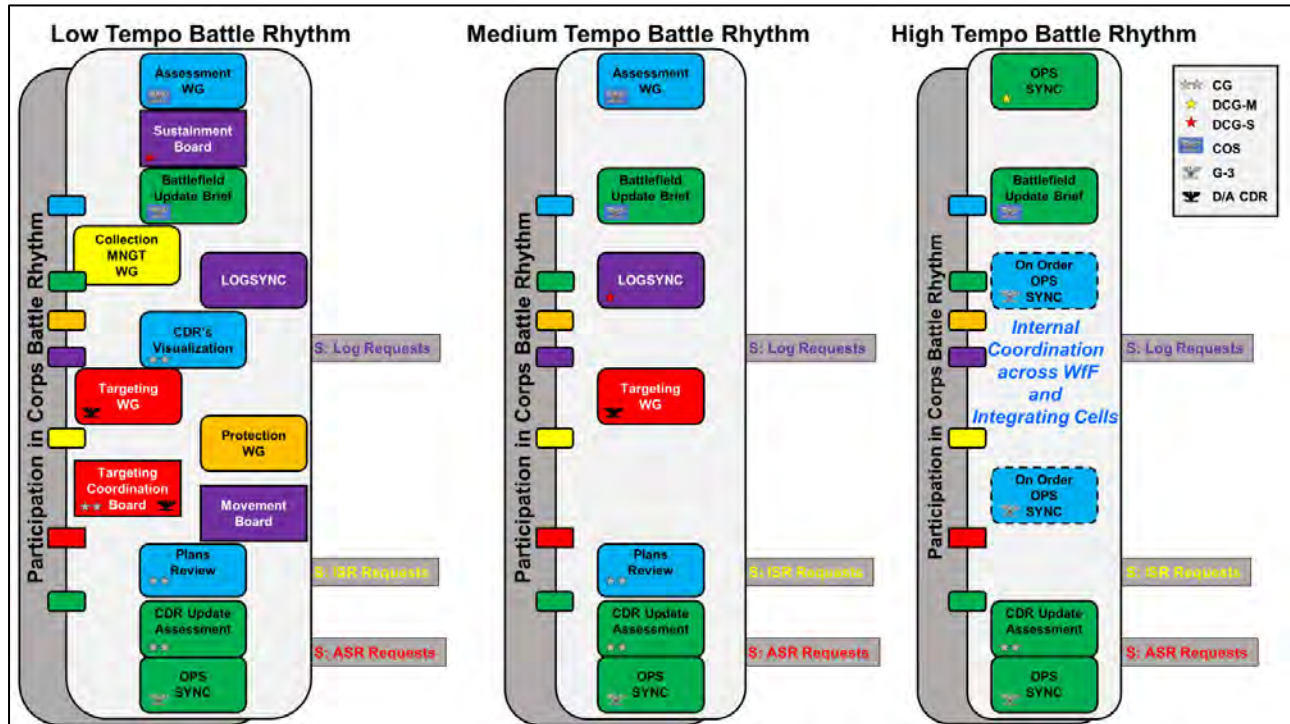 Low Tempo Battle Rhythm
Participation in Corps Battle Rhythm
Assessment
WG
Sustainment
Board
Battlefield
Update Brief
Collection
MNGT
WG
LOGSYNC
CDR's
Visualization
Targeting
WG
Protection
WG
Targeting
Coordination
Board
Movement
Board
Plans
Review
CDR Update
Assessment
OPS
SYNC
S: Log Requests
S: ISR Requests
S: ASR Requests
Medium Tempo Battle Rhythm
Participation in Corps Battle Rhythm
Assessment
WG
Battlefield
Update Brief
LOGSYNC
Targeting
WG
Plans
Review
CDR Update
Assessment
OPS
SYNC
S: Log Requests
S: ISR Requests
S: ASR Requests
High Tempo Battle Rhythm
Participation in Corps Battle Rhythm
OPS
SYNC
Battlefield
Update Brief
On Order
OPS
SYNC
Internal
Coordination
across WfF
and
Integrating Cells
On Order
OPS
SYNC
CDR Update
Assessment
OPS
SYNC
S: Log Requests
S: ISR Requests
S: ASR Requests
CG
DCG-M
DCG-S
COS
G-3
D/A CDR